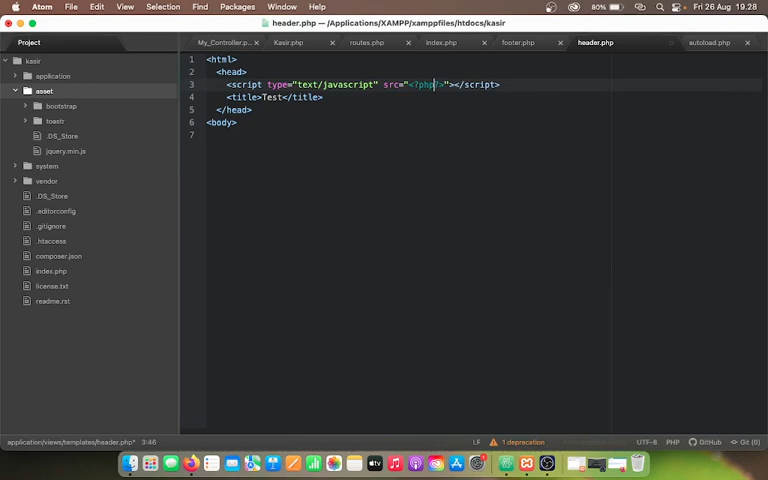 Atom File Edit View Selection Find Packages Window Help 80% Fri 26 Aug 19.28
header.php — /Applications/XAMPP/xamppfiles/htdocs/kasir
Project
My_Controller.p... Kasir.php routes.php index.php footer.php header.php autoload.php
kasir
application
asset
bootstrap
toastr
.DS_Store
jquery.min.js
system
vendor
.DS_Store
.editorconfig
.gitignore
.htaccess
composer.json
index.php
license.txt
readme.rst
1 <html>
2 <head>
3 <script type="text/javascript" src="<?php?>"></script>
4 <title>Test</title>
5 </head>
6 <body>
7
application/views/templates/header.php* 3:46 LF 1 deprecation UTF-8 PHP GitHub Git (0)